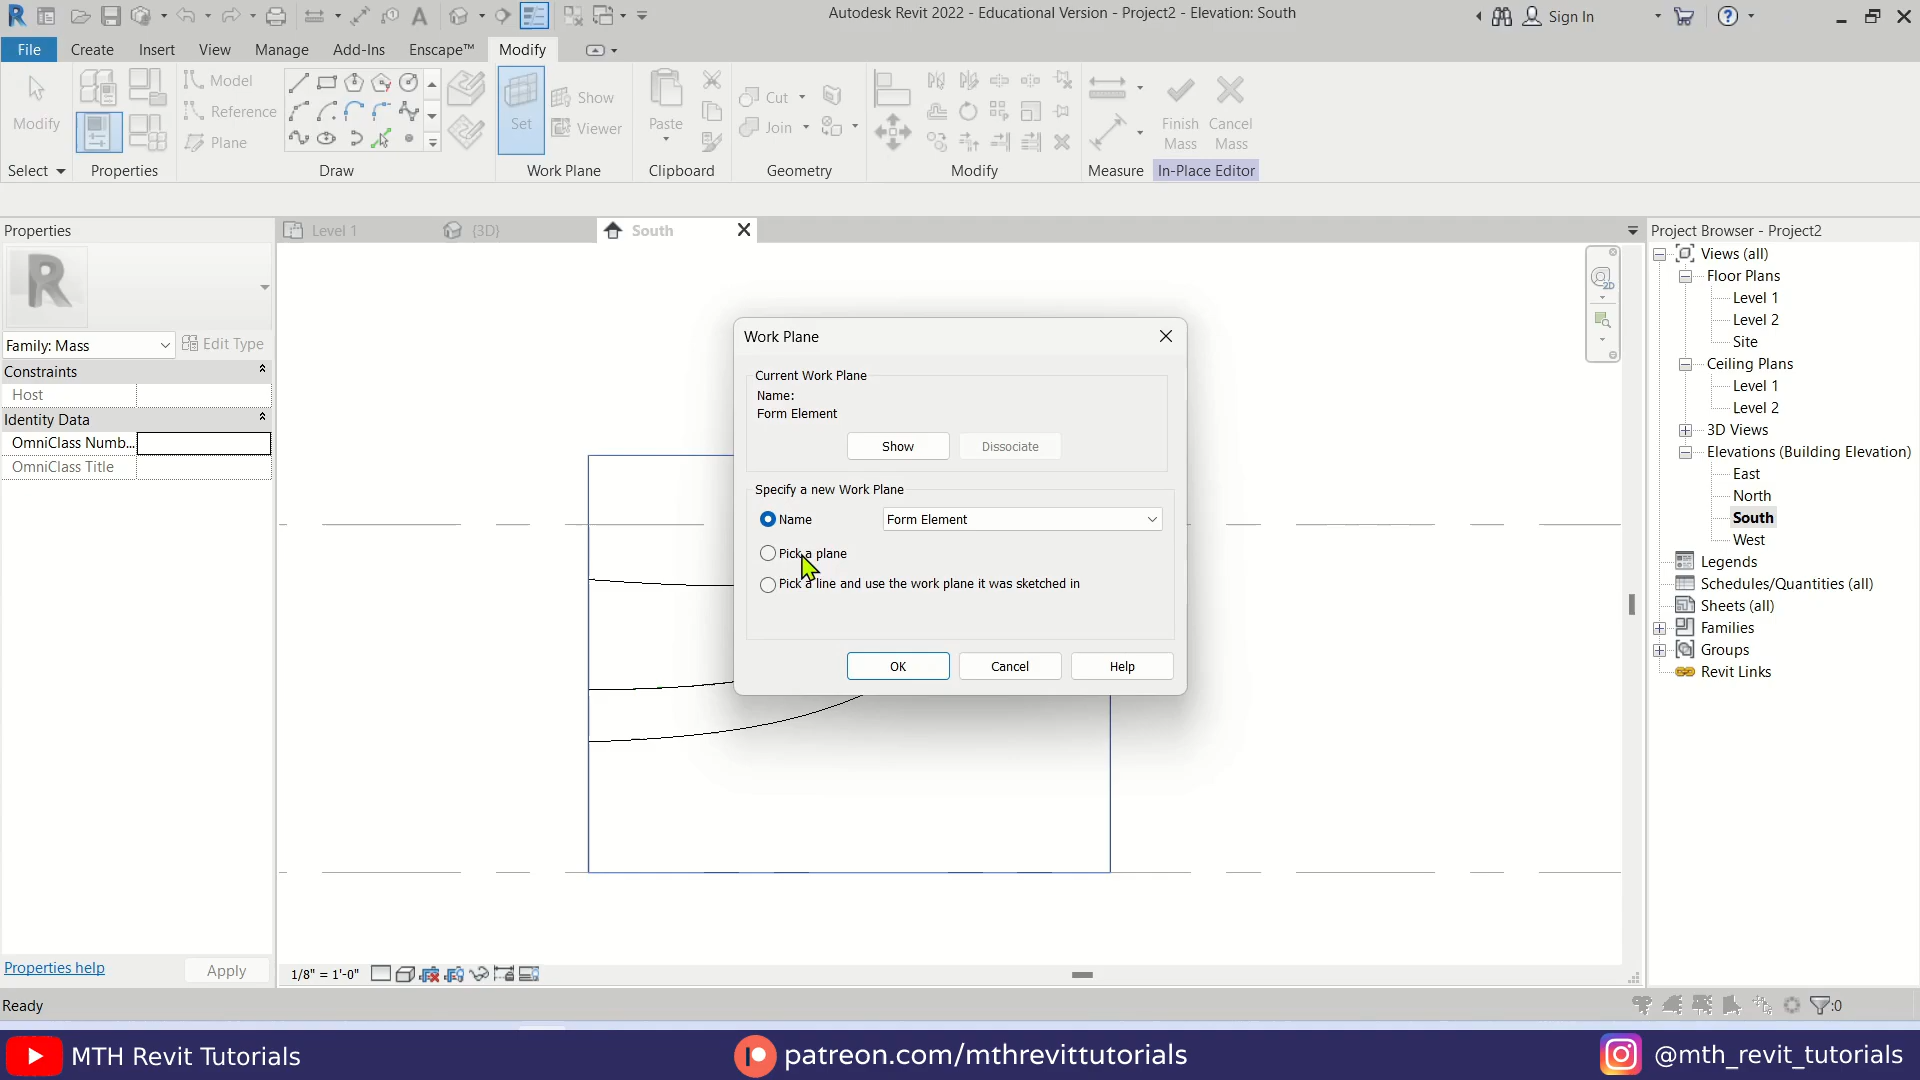 Autodesk Revit 2022 - Educational Version - Project2 - Elevation: South
Sign In
File
Create
Insert
View
Manage
Add-Ins
Collaborate
Enscape™
Modify
Modify
Model
Reference
Plane
Set
Show
Viewer
Paste
Cut
Join
Finish Mass
Cancel Mass
Select
Properties
Draw
Work Plane
Clipboard
Geometry
Modify
Measure
In-Place Editor
Properties
Level 1
{3D}
South
Project Browser - Project2
R
Family: Mass
Edit Type
Constraints
Host
Identity Data
OmniClass Numb...
OmniClass Title
Properties help
Apply
Work Plane
Current Work Plane
Name:
Form Element
Show
Dissociate
Specify a new Work Plane
Name
Form Element
Pick a plane
Pick a line and use the work plane it was sketched in
OK
Cancel
Help
2D
Views (all)
Floor Plans
Level 1
Level 2
Site
Ceiling Plans
Level 1
Level 2
3D Views
Elevations (Building Elevation)
East
North
South
West
Legends
Schedules/Quantities (all)
Sheets (all)
Families
Groups
Revit Links
1/8" = 1'-0"
Ready
:0
MTH Revit Tutorials
patreon.com/mthrevittutorials
@mth_revit_tutorials